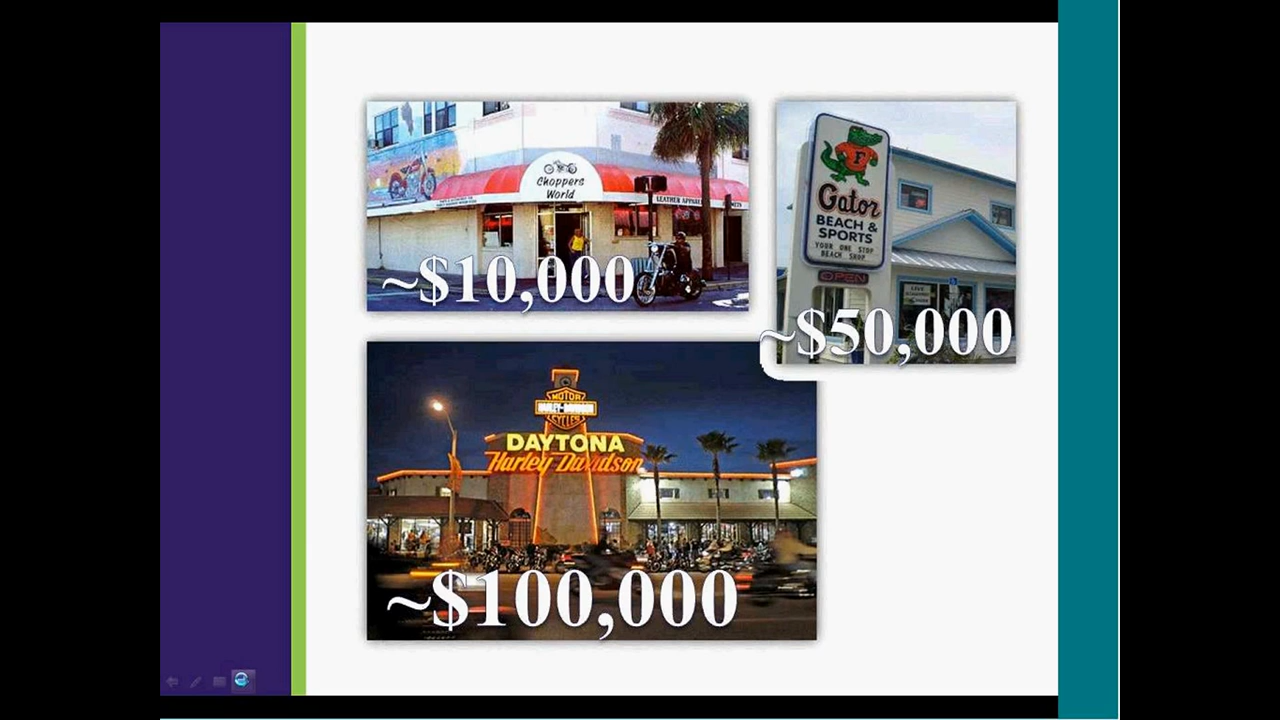 Choppers
World
LEATHER APPAREL
~$10,000
F
Gator
BEACH &
SPORTS
YOUR ONE STOP
BEACH SHOP
OPEN
~$50,000
MOTOR
HARLEY-DAVIDSON
CYCLES
DAYTONA
Harley-Davidson
~$100,000